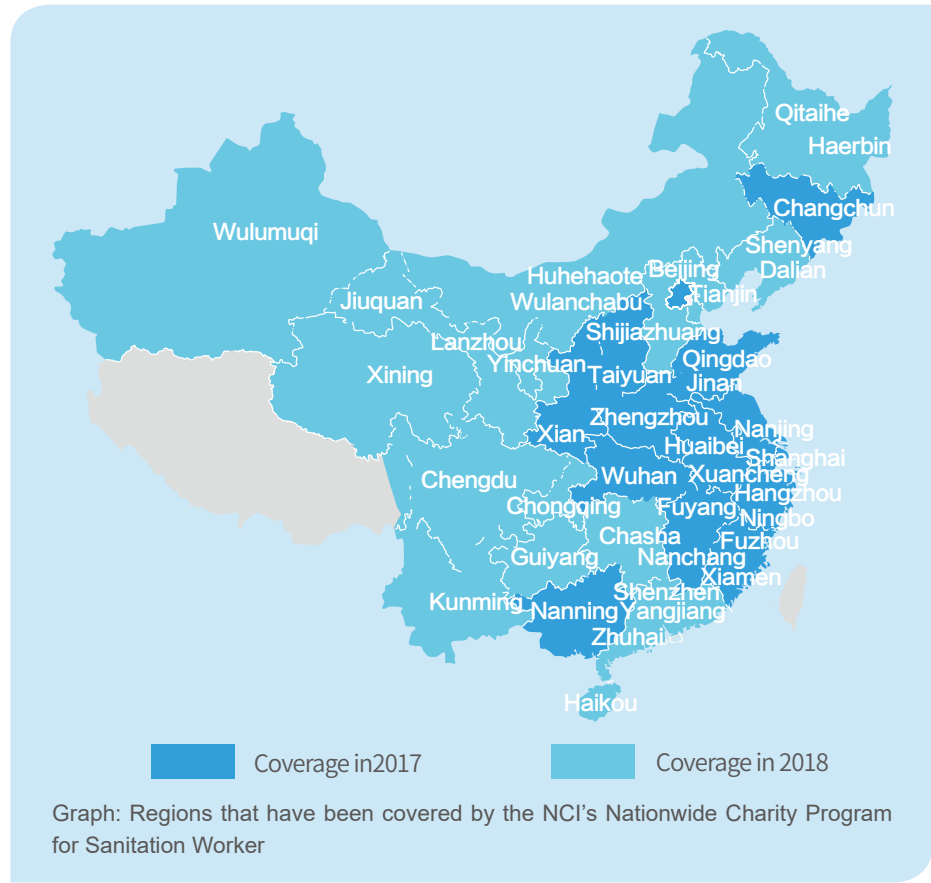 Qitaihe
Haerbin
Changchun
Wulumuqi
Shenyang
Beijing
Dalian
Huhehaote
Tianjin
Jiuquan
Wulanchabu
Shijiazhuang
Lanzhou
Qingdao
Yinchuan
Xining
Taiyuan
Jinan
Zhengzhou
Nanjing
Xian
Huaibei
Shanghai
Chengdu
Wuhan
Xuancheng
Hangzhou
Chongqing
Fuyang
Ningbo
Chasha
Fuzhou
Guiyang
Nanchang
Xiamen
Shenzhen
Kunming
Nanning
Yangjiang
Zhuhai
Haikou
Coverage in2017
Coverage in 2018
Graph: Regions that have been covered by the NCI's Nationwide Charity Program
for Sanitation Worker